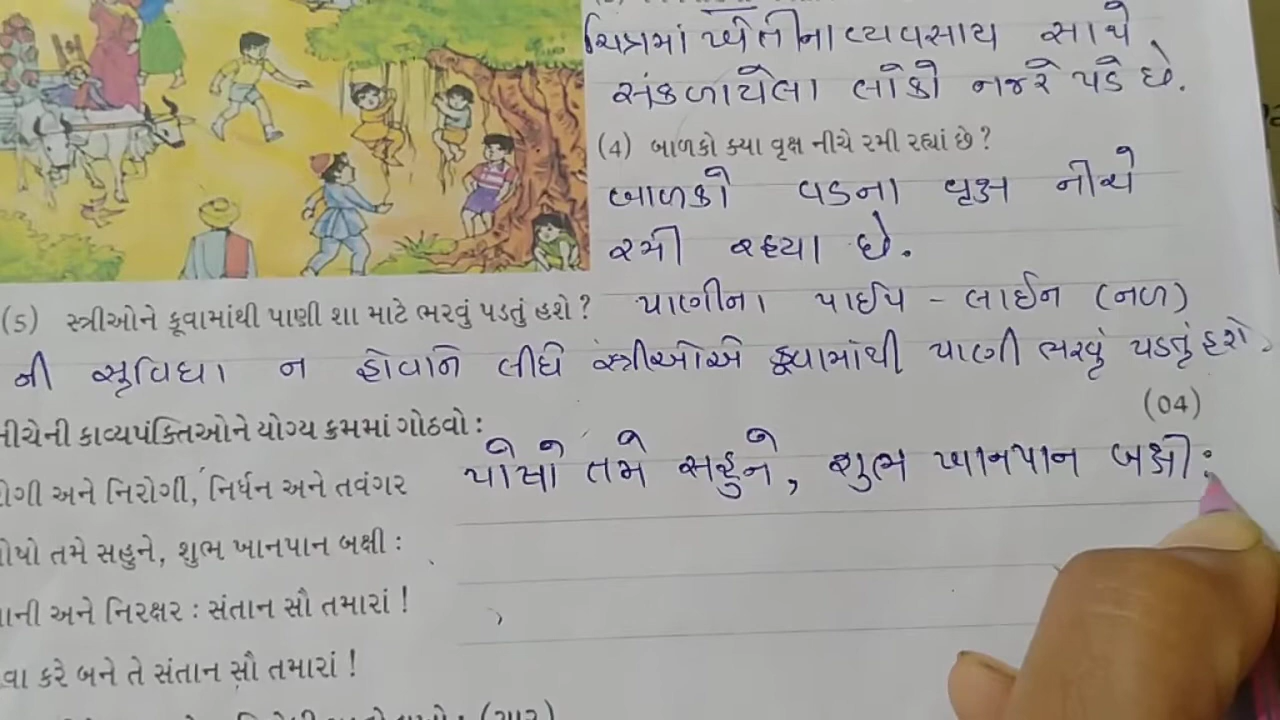 ચિત્રમાં ખેતીના વ્યવસાય સાથે
સંકળાયેલા લોકો નજરે પડે છે.
(4) બાળકો ક્યા વૃક્ષ નીચે રમી રહ્યાં છે ?
બાળકો વડના વૃક્ષ નીચે
રમી રહ્યા છે.
(5) સ્ત્રીઓને કૂવામાંથી પાણી શા માટે ભરવું પડતું હશે ? પાણીના પાઈપ - લાઈન (નળ)
ની સુવિધા ન હોવાને લીધે સ્ત્રીઓએ કૂવામાંથી પાણી ભરવું પડતું હશે.
નીચેની કાવ્યપંક્તિઓને યોગ્ય ક્રમમાં ગોઠવો : (04)
અને નિરોગી, નિર્ધન અને તવંગર પોષો તમે સહુને, શુભ ખાનપાન બક્ષી :
તમે સહુને, શુભ ખાનપાન બક્ષી :
અને નિરક્ષર : સંતાન સૌ તમારાં !
કરે બને તે સંતાન સૌ તમારાં !